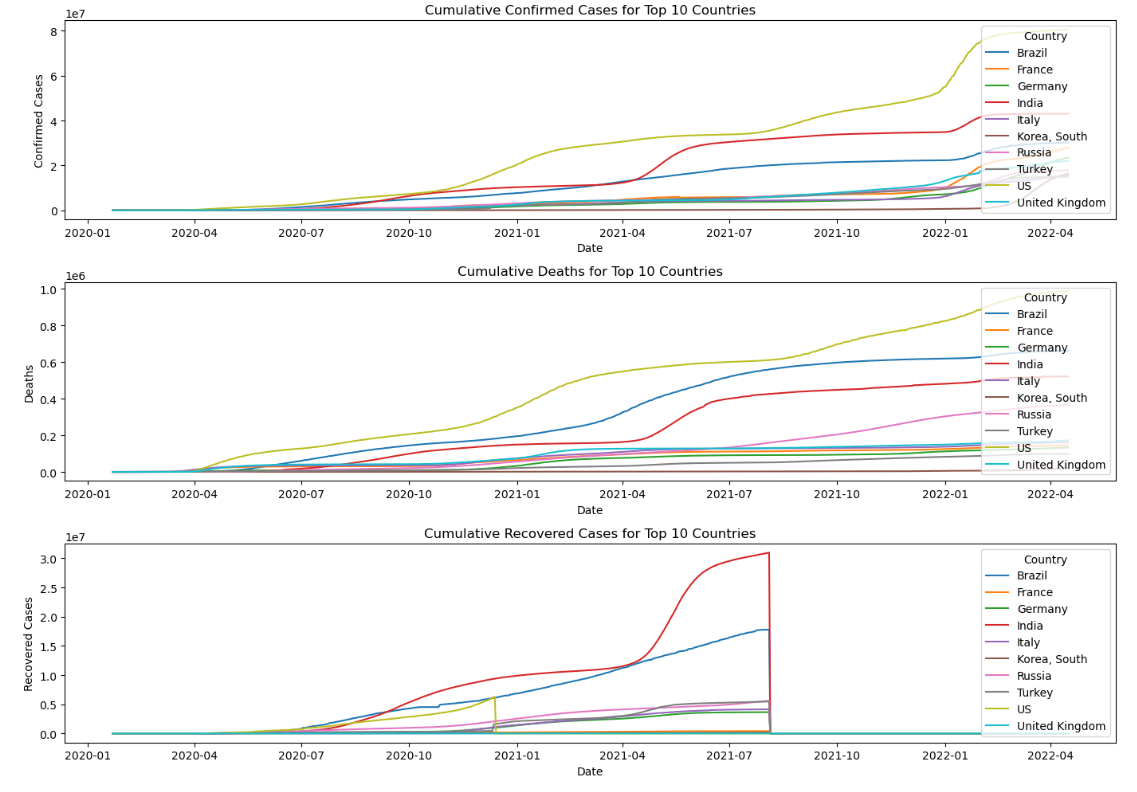 Cumulative Confirmed Cases for Top 10 Countries
1e7
8
6
4
2
0
Confirmed Cases
Country
Brazil
France
Germany
India
Italy
Korea, South
Russia
Turkey
US
United Kingdom
2020-01 2020-04 2020-07 2020-10 2021-01 2021-04 2021-07 2021-10 2022-01 2022-04
Date
Cumulative Deaths for Top 10 Countries
1e6
1.0
0.8
0.6
0.4
0.2
0.0
Deaths
Country
Brazil
France
Germany
India
Italy
Korea, South
Russia
Turkey
US
United Kingdom
2020-01 2020-04 2020-07 2020-10 2021-01 2021-04 2021-07 2021-10 2022-01 2022-04
Date
Cumulative Recovered Cases for Top 10 Countries
1e7
3.0
2.5
2.0
1.5
1.0
0.5
0.0
Recovered Cases
Country
Brazil
France
Germany
India
Italy
Korea, South
Russia
Turkey
US
United Kingdom
2020-01 2020-04 2020-07 2020-10 2021-01 2021-04 2021-07 2021-10 2022-01 2022-04
Date